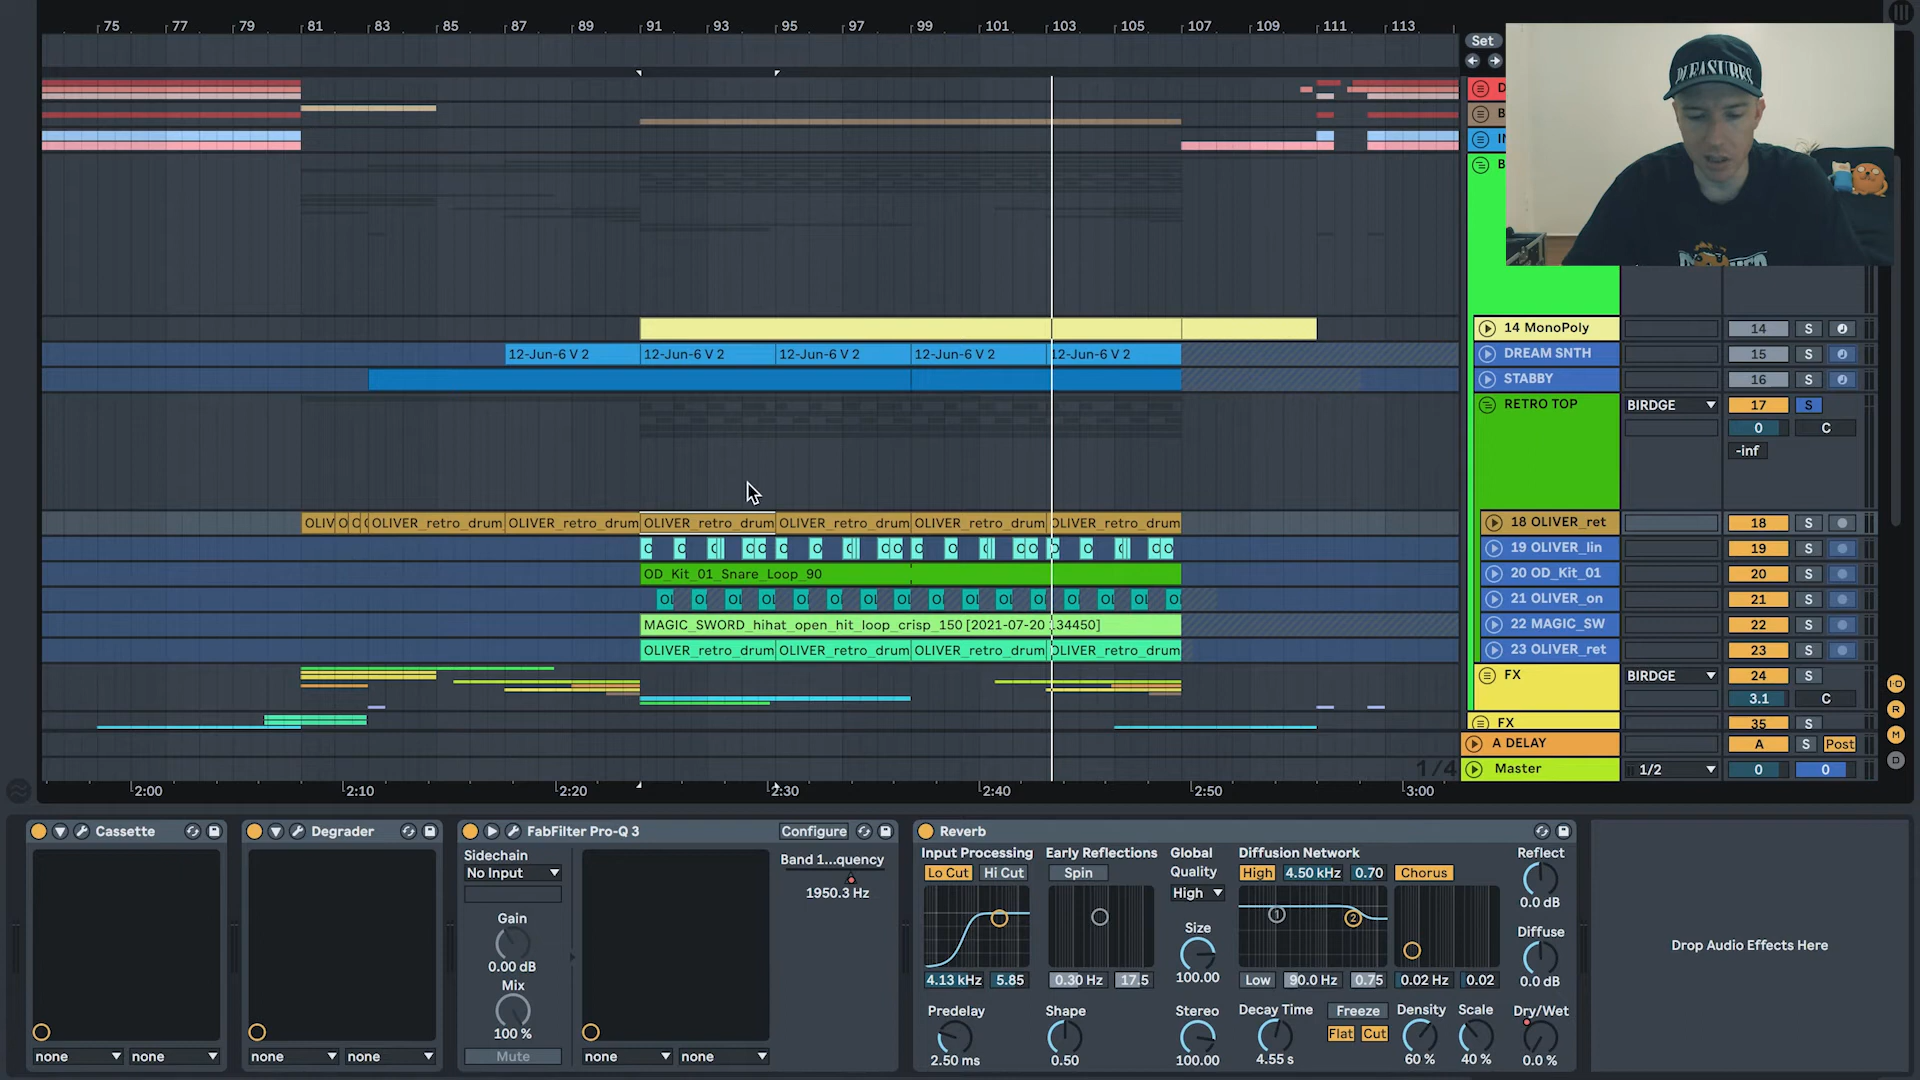 75 77 79 81 83 85 87 89 91 93 95 97 99 101 103 105 107 109 111 113
Set
PLEASURES
D
B
IN
B
14 MonoPoly 14 S
12-Jun-6 V 2 12-Jun-6 V 2 12-Jun-6 V 2 12-Jun-6 V 2 12-Jun-6 V 2 DREAM SNTH 15 S
STABBY 16 S
RETRO TOP BIRDGE 17 S
0 C
-inf
OLIV O O O OLIVER_retro_drum OLIVER_retro_drum OLIVER_retro_drum OLIVER_retro_drum OLIVER_retro_drum OLIVER_retro_drum 18 OLIVER_ret 18 S
19 OLIVER_lin 19 S
OD_Kit_01_Snare_Loop_90 20 OD_Kit_01 20 S
21 OLIVER_on 21 S
MAGIC_SWORD_hihat_open_hit_loop_crisp_150 [2021-07-20 134450] 22 MAGIC_SW 22 S
OLIVER_retro_drum OLIVER_retro_drum OLIVER_retro_drum OLIVER_retro_drum 23 OLIVER_ret 23 S
FX BIRDGE 24 S
3.1 C
FX 35 S
A DELAY A S Post
1/4 Master 1/2 0 0
I·O
R
M
D
2:00 2:10 2:20 2:30 2:40 2:50 3:00
Cassette Degrader FabFilter Pro-Q 3 Configure Reverb
Sidechain
No Input
Gain
0.00 dB
Mix
100 %
Mute
Band 1...quency
1950.3 Hz
none none none none none none
Input Processing Early Reflections Global Diffusion Network Reflect
Lo Cut Hi Cut Spin Quality High 4.50 kHz 0.70 Chorus
High
0.0 dB
1 2
Size Diffuse
4.13 kHz 5.85 0.30 Hz 17.5 100.00 Low 90.0 Hz 0.75 0.02 Hz 0.02 0.0 dB
Predelay Shape Stereo Decay Time Freeze Density Scale Dry/Wet
Flat Cut
2.50 ms 0.50 100.00 4.55 s 60 % 40 % 0.0 %
Drop Audio Effects Here